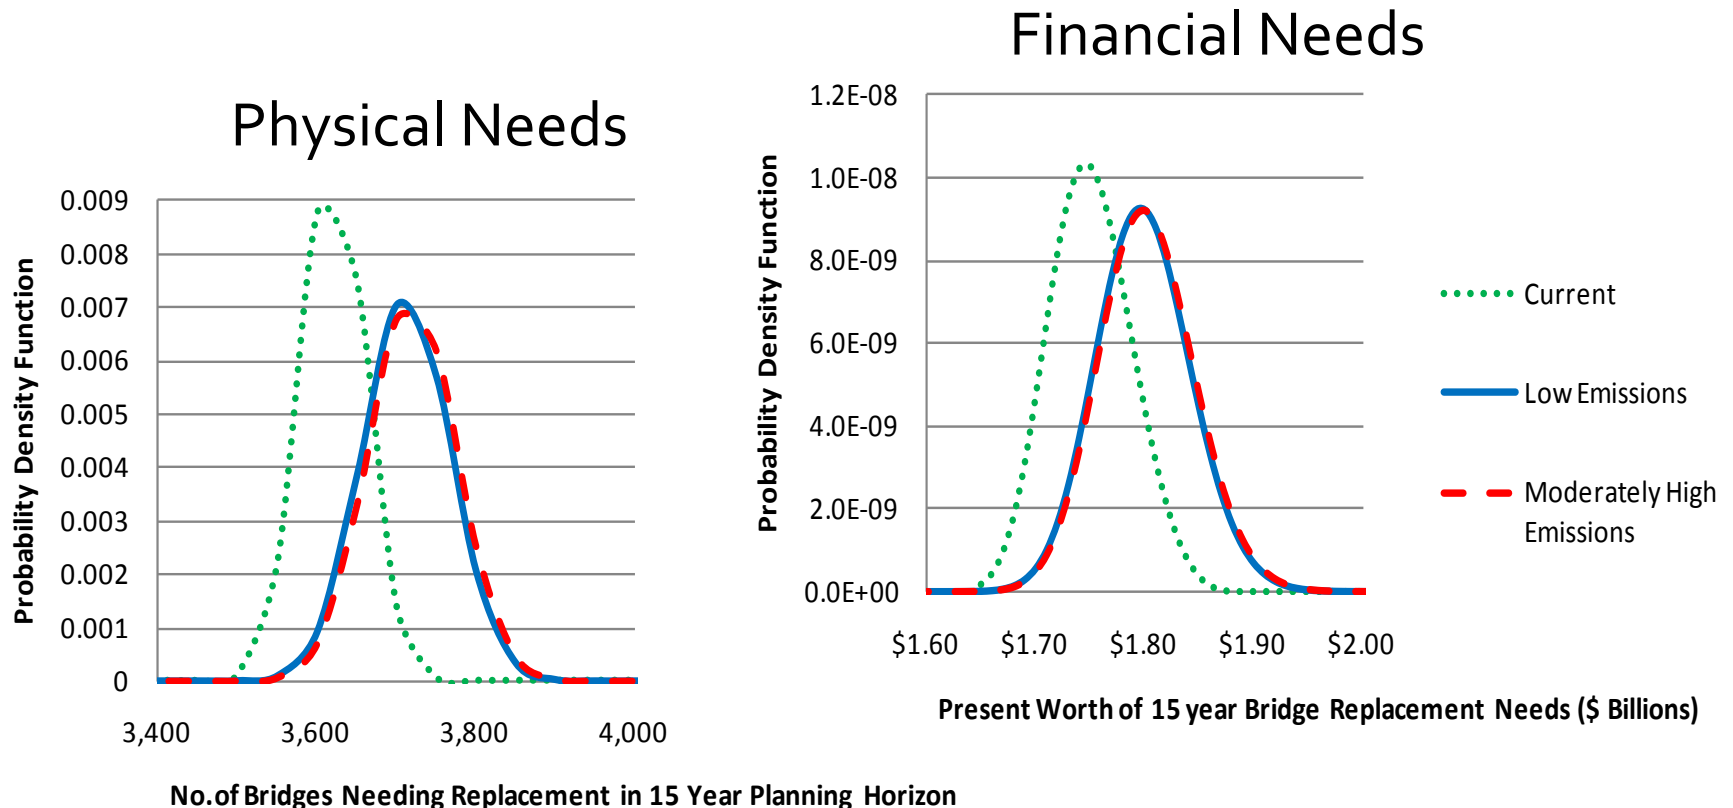 Physical Needs
Probability Density Function
0.009
0.008
0.007
0.006
0.005
0.004
0.003
0.002
0.001
0
3,400 3,600 3,800 4,000
No.of Bridges Needing Replacement in 15 Year Planning Horizon
Financial Needs
Probability Density Function
1.2E-08
1.0E-08
8.0E-09
6.0E-09
4.0E-09
2.0E-09
0.0E+00
$1.60 $1.70 $1.80 $1.90 $2.00
Present Worth of 15 year Bridge Replacement Needs ($ Billions)
Current
Low Emissions
Moderately High
Emissions